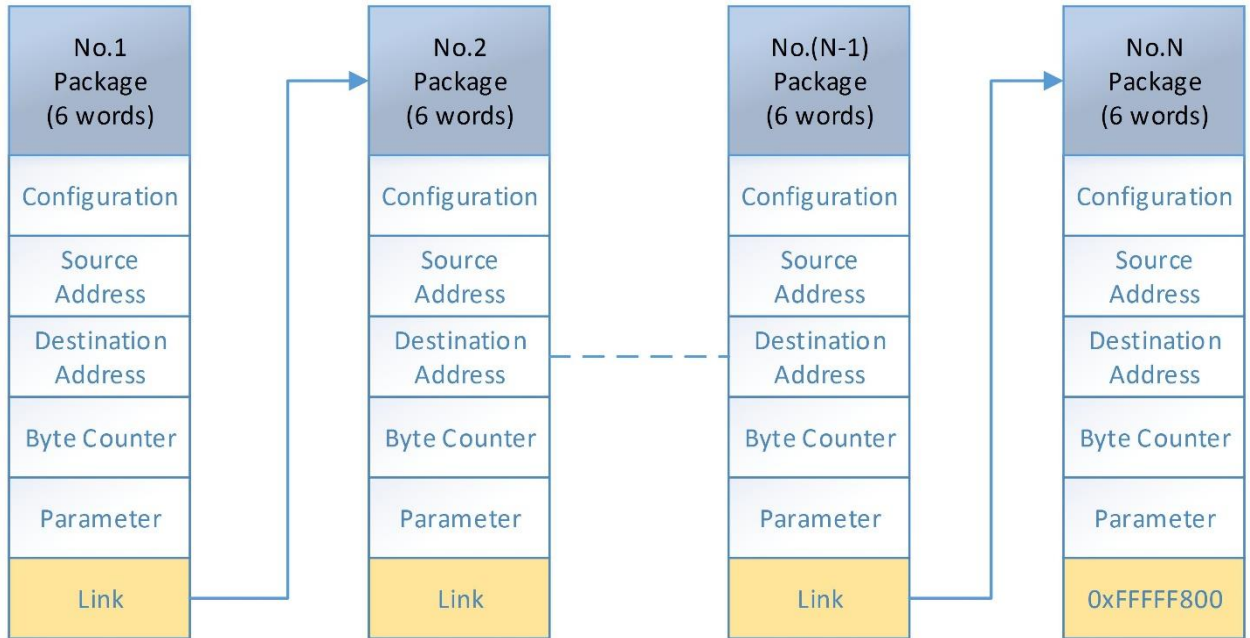 No.1
Package
(6 words)
Configuration
Source
Address
Destination
Address
Byte Counter
Parameter
Link
No.2
Package
(6 words)
Configuration
Source
Address
Destination
Address
Byte Counter
Parameter
Link
No.(N-1)
Package
(6 words)
Configuration
Source
Address
Destination
Address
Byte Counter
Parameter
Link
No.N
Package
(6 words)
Configuration
Source
Address
Destination
Address
Byte Counter
Parameter
0xFFFFF800